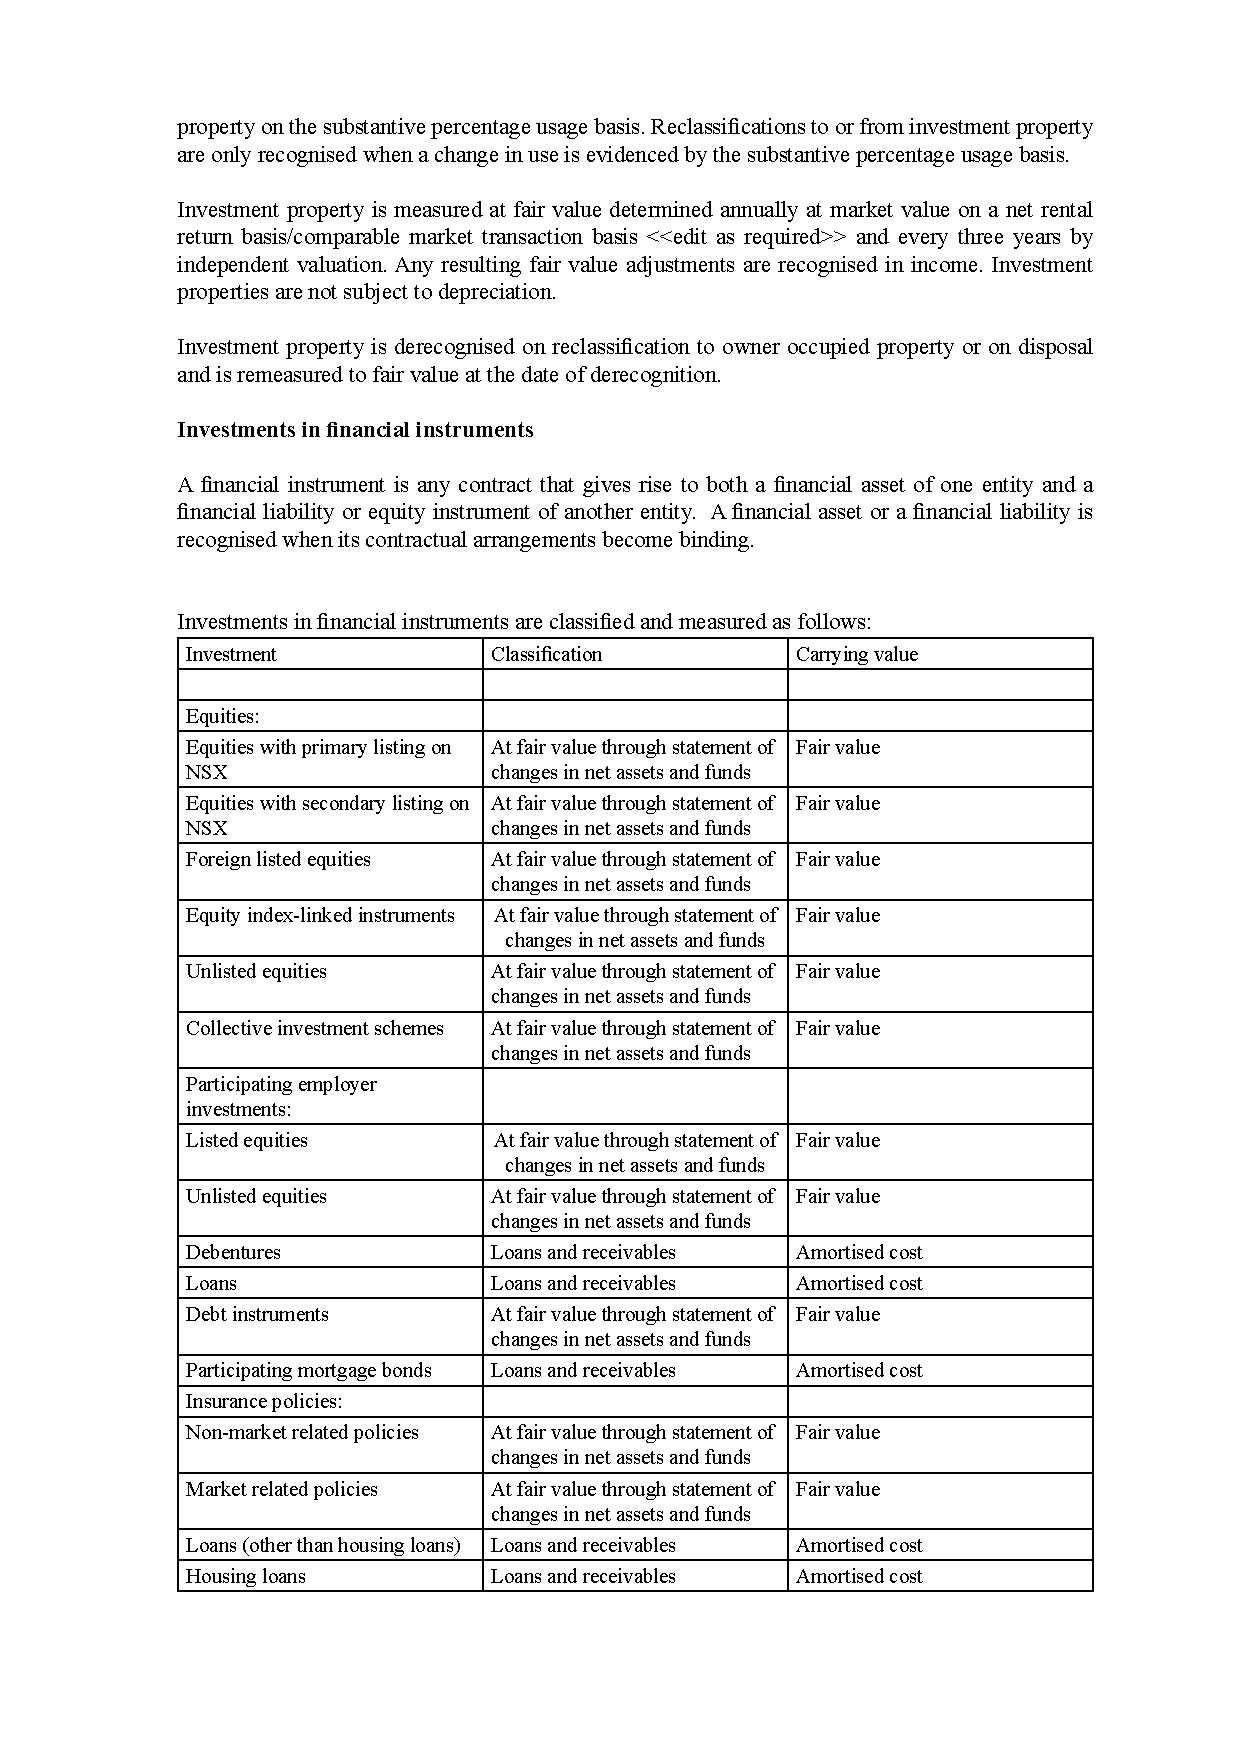 property on the substantive percentage usage basis. Reclassifications to or from investment property
are only recognised when a change in use is evidenced by the substantive percentage usage basis.
Investment property is measured at fair value determined annually at market value on a net rental
return basis/comparable market transaction basis <<edit as required>> and every three years by
independent valuation. Any resulting fair value adjustments are recognised in income. Investment
properties are not subject to depreciation.
Investment property is derecognised on reclassification to owner occupied property or on disposal
and is remeasured to fair value at the date of derecognition.
Investments in financial instruments
A financial instrument is any contract that gives rise to both a financial asset of one entity and a
financial liability or equity instrument of another entity.  A financial asset or a financial liability is
recognised when its contractual arrangements become binding.
Investments in financial instruments are classified and measured as follows:
Investment Classification Carrying value
Equities:
Equities with primary listing on At fair value through statement of Fair value
NSX changes in net assets and funds
Equities with secondary listing on At fair value through statement of Fair value
NSX changes in net assets and funds
Foreign listed equities At fair value through statement of Fair value
changes in net assets and funds
Equity index-linked instruments At fair value through statement of Fair value
changes in net assets and funds
Unlisted equities At fair value through statement of Fair value
changes in net assets and funds
Collective investment schemes At fair value through statement of Fair value
changes in net assets and funds
Participating employer
investments:
Listed equities At fair value through statement of Fair value
changes in net assets and funds
Unlisted equities At fair value through statement of Fair value
changes in net assets and funds
Debentures Loans and receivables Amortised cost
Loans Loans and receivables Amortised cost
Debt instruments At fair value through statement of Fair value
changes in net assets and funds
Participating mortgage bonds Loans and receivables Amortised cost
Insurance policies:
Non-market related policies At fair value through statement of Fair value
changes in net assets and funds
Market related policies At fair value through statement of Fair value
changes in net assets and funds
Loans (other than housing loans) Loans and receivables Amortised cost
Housing loans Loans and receivables Amortised cost